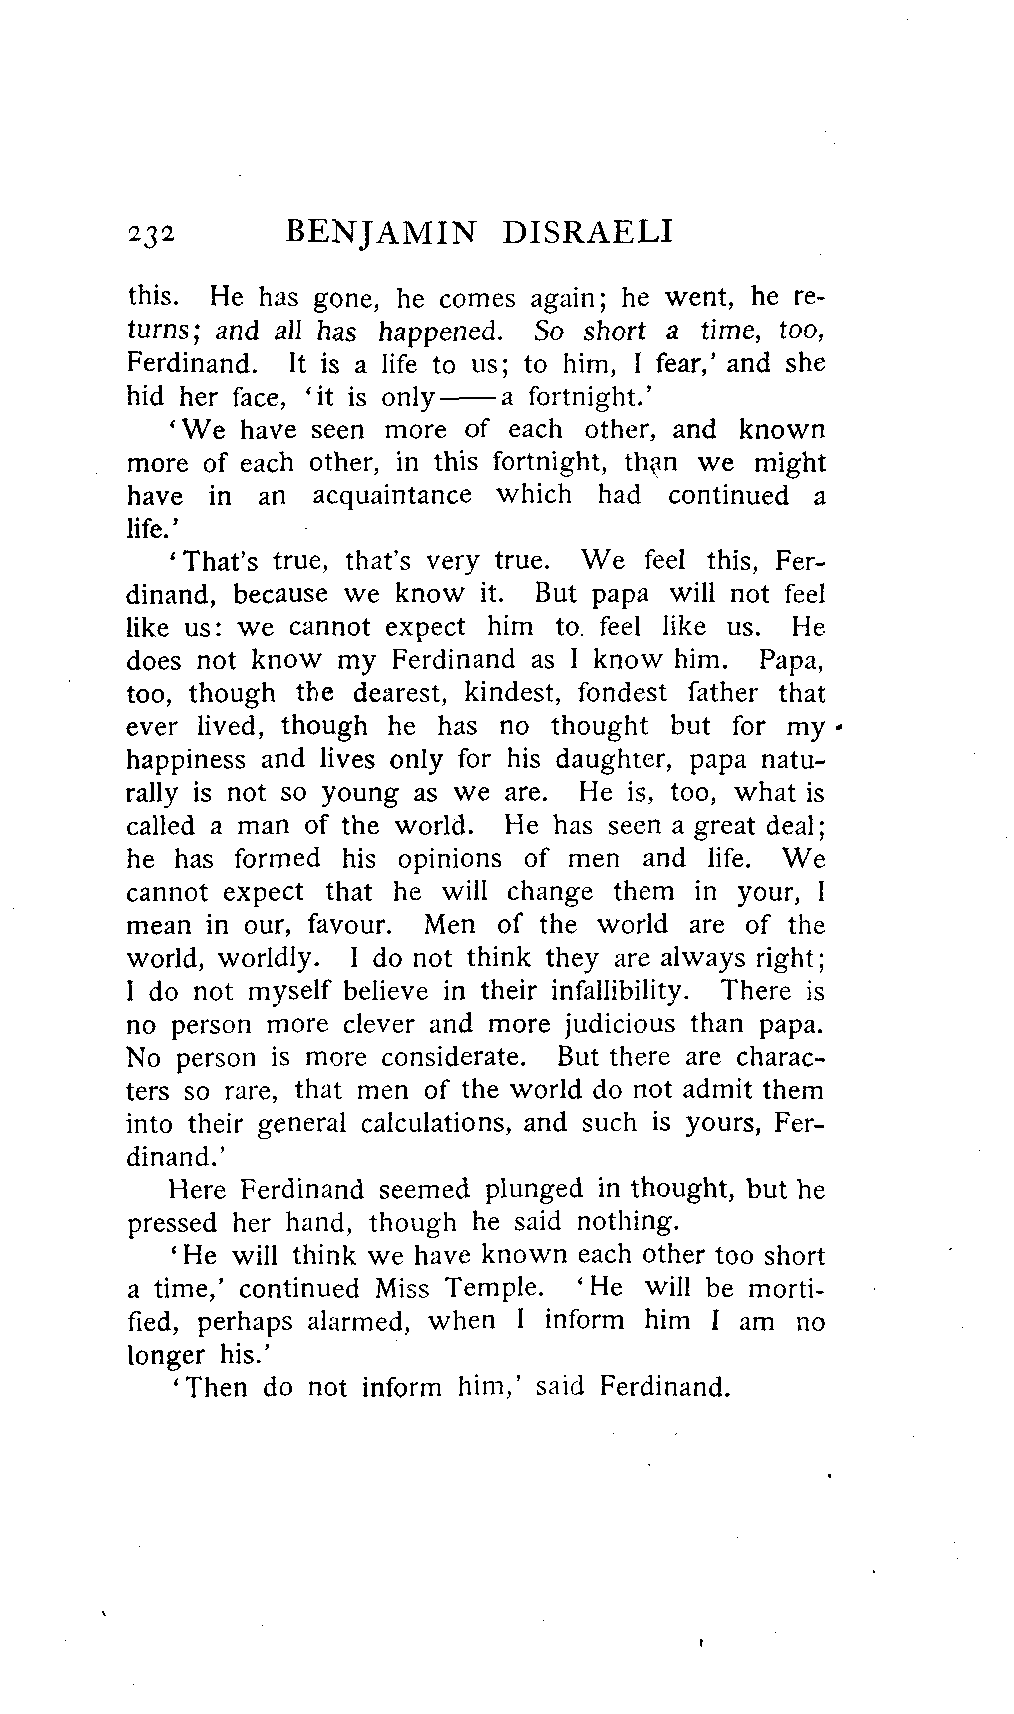 232 BENJAMIN DISRAELI
this. He has gone, he comes again; he went, he re-
turns; and all has happened. So short a time, too,
Ferdinand. It is a life to us; to him, I fear,' and she
hid her face, 'it is only——a fortnight.'
'We have seen more of each other, and known
more of each other, in this fortnight, than we might
have in an acquaintance which had continued a
life.'
'That's true, that's very true. We feel this, Fer-
dinand, because we know it. But papa will not feel
like us: we cannot expect him to feel like us. He
does not know my Ferdinand as I know him. Papa,
too, though the dearest, kindest, fondest father that
ever lived, though he has no thought but for my
happiness and lives only for his daughter, papa natu-
rally is not so young as we are. He is, too, what is
called a man of the world. He has seen a great deal;
he has formed his opinions of men and life. We
cannot expect that he will change them in your, I
mean in our, favour. Men of the world are of the
world, worldly. I do not think they are always right;
I do not myself believe in their infallibility. There is
no person more clever and more judicious than papa.
No person is more considerate. But there are charac-
ters so rare, that men of the world do not admit them
into their general calculations, and such is yours, Fer-
dinand.'
Here Ferdinand seemed plunged in thought, but he
pressed her hand, though he said nothing.
'He will think we have known each other too short
a time,' continued Miss Temple. 'He will be morti-
fied, perhaps alarmed, when I inform him I am no
longer his.'
'Then do not inform him,' said Ferdinand.